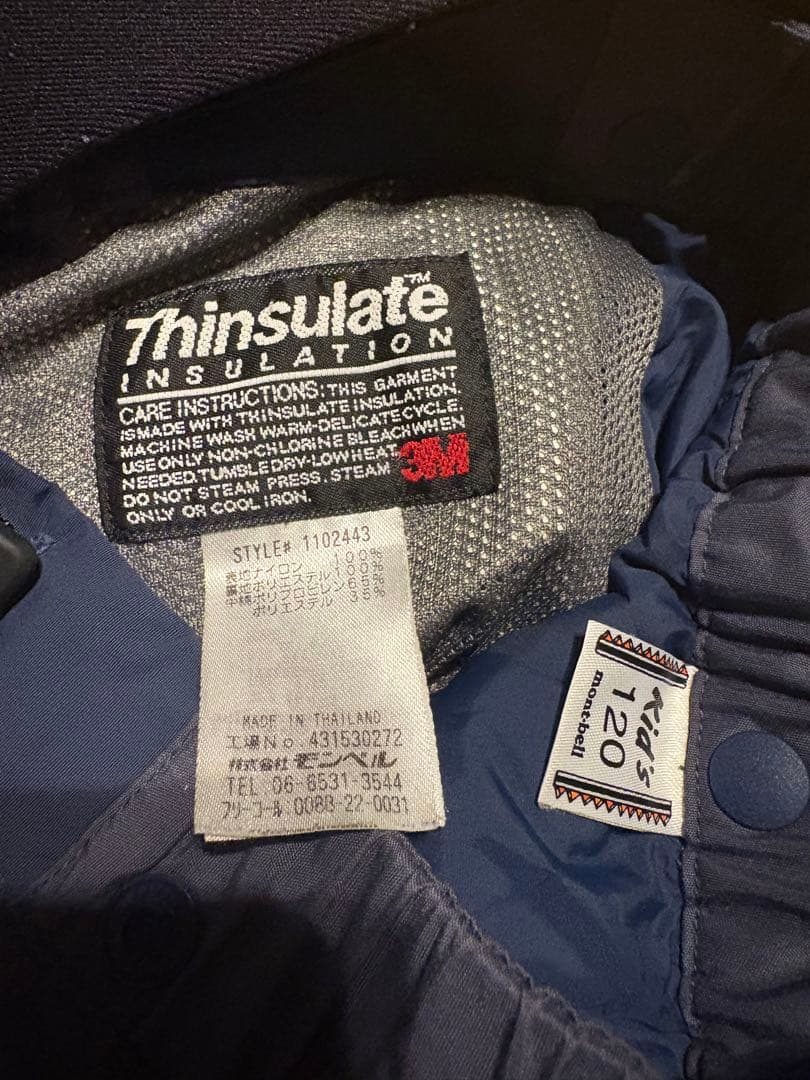 Thinsulate™
INSULATION
CARE INSTRUCTIONS: THIS GARMENT
IS MADE WITH THINSULATE INSULATION.
MACHINE WASH WARM-DELICATE CYCLE.
USE ONLY NON-CHLORINE BLEACH WHEN
NEEDED. TUMBLE DRY-LOW HEAT.
DO NOT STEAM PRESS. STEAM
ONLY OR COOL IRON.
3M
STYLE# 1102443
表地ナイロン 100%
裏地ポリエステル 100%
中綿ポリプロピレン 65%
ポリエステル 35%
MADE IN THAILAND
工場No. 431530272
株式会社モンベル
TEL 06-6531-3544
フリーコール 0088-22-0031
Kid's
120
mont-bell